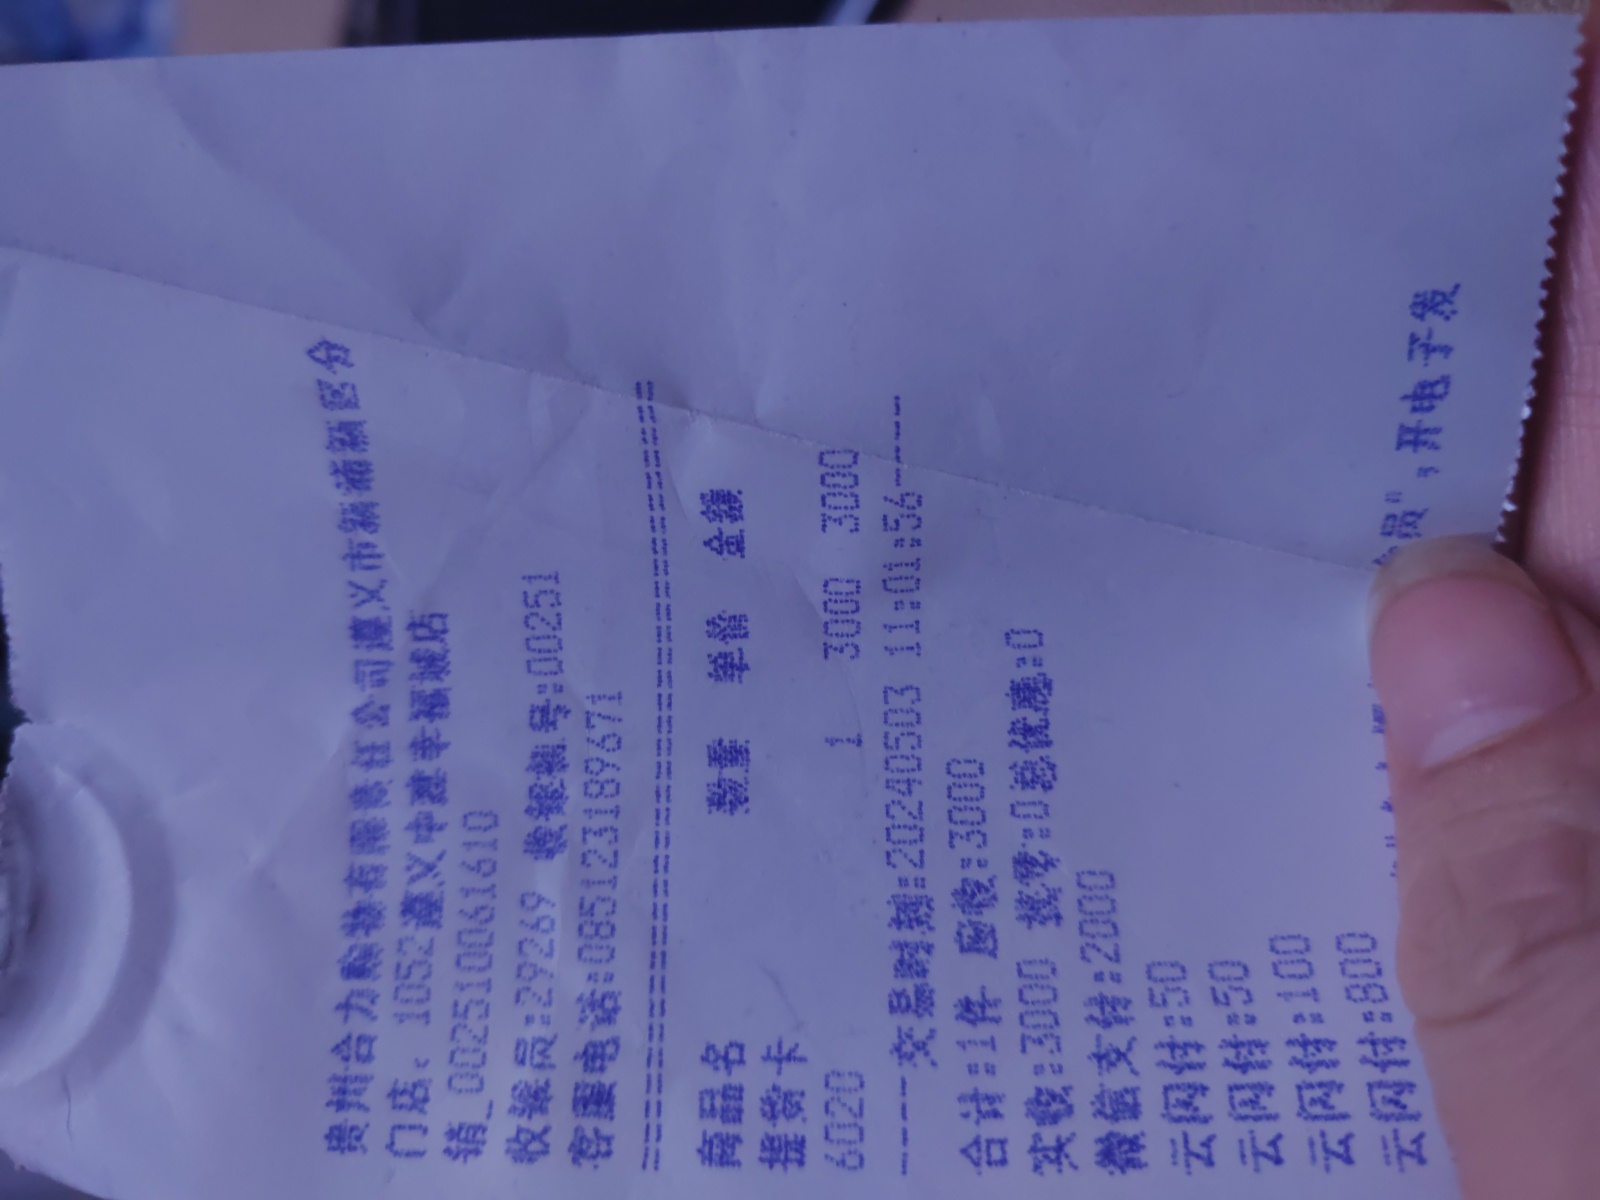 贵州合力购物有限责任公司遵义市新蒲新区分
门店: 1052遵义中建幸福城店
销_002510061610
收银员:29269 收银机号:00251
客服电话:085123189671
================================
商品名 数量 单价 金额
提货卡
6020 1 3000 3000
----交易时刻:20240503 11:01:56----
合计:1件 应收:3000
实收:3000 找零:0总优惠:0
微信支付:2000
云闪付:50
云闪付:50
云闪付:100
云闪付:800
员",开电子发